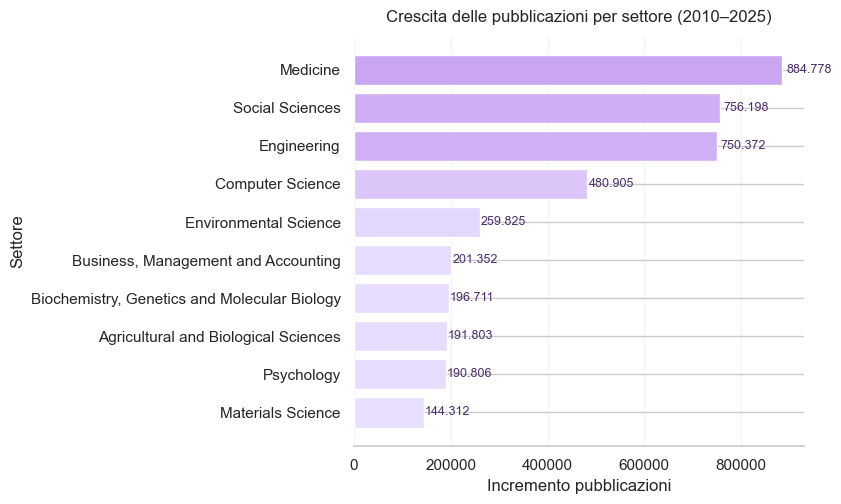 Crescita delle pubblicazioni per settore (2010–2025)
Medicine 884.778
Social Sciences 756.198
Engineering 750.372
Computer Science 480.905
Environmental Science 259.825
Business, Management and Accounting 201.352
Biochemistry, Genetics and Molecular Biology 196.711
Agricultural and Biological Sciences 191.803
Psychology 190.806
Materials Science 144.312
Settore
0 200000 400000 600000 800000
Incremento pubblicazioni